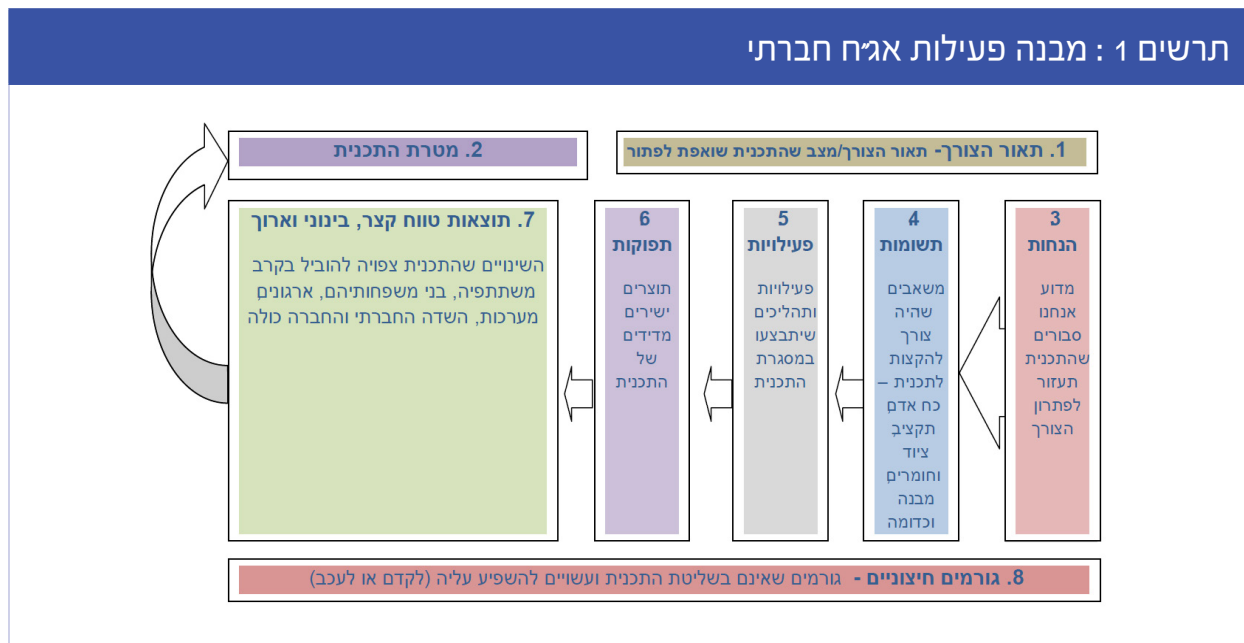 תרשים 1 : מבנה פעילות אג״ח חברתי
1. תאור הצורך- תאור הצורך/מצב שהתכנית שואפת לפתור
2. מטרת התכנית
3
הנחות
מדוע
אנחנו
סבורים
שהתכנית
תעזור
לפתרון
הצורך
4
תשומות
משאבים
שהיה
צורך
להקצות
לתכנית –
כח אדם,
תקציב,
ציוד
וחומרים,
מבנה
וכדומה
5
פעילויות
פעילויות
ותהליכים
שיתבצעו
במסגרת
התכנית
6
תפוקות
תוצרים
ישירים
מדידים
של
התכנית
7. תוצאות טווח קצר, בינוני וארוך
השינויים שהתכנית צפויה להוביל בקרב
משתתפיה, בני משפחותיהם, ארגונים,
מערכות, השדה החברתי והחברה כולה
8. גורמים חיצוניים - גורמים שאינם בשליטת התכנית ועשויים להשפיע עליה (לקדם או לעכב)